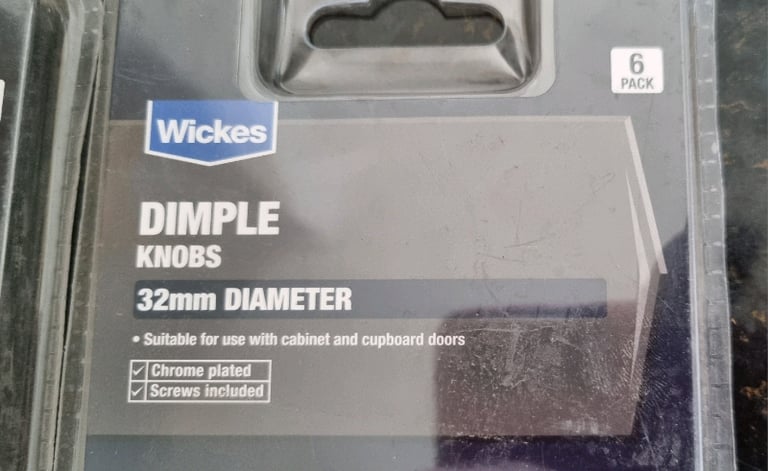 6
PACK
Wickes
DIMPLE
KNOBS
32mm DIAMETER
• Suitable for use with cabinet and cupboard doors
✓ Chrome plated
✓ Screws included